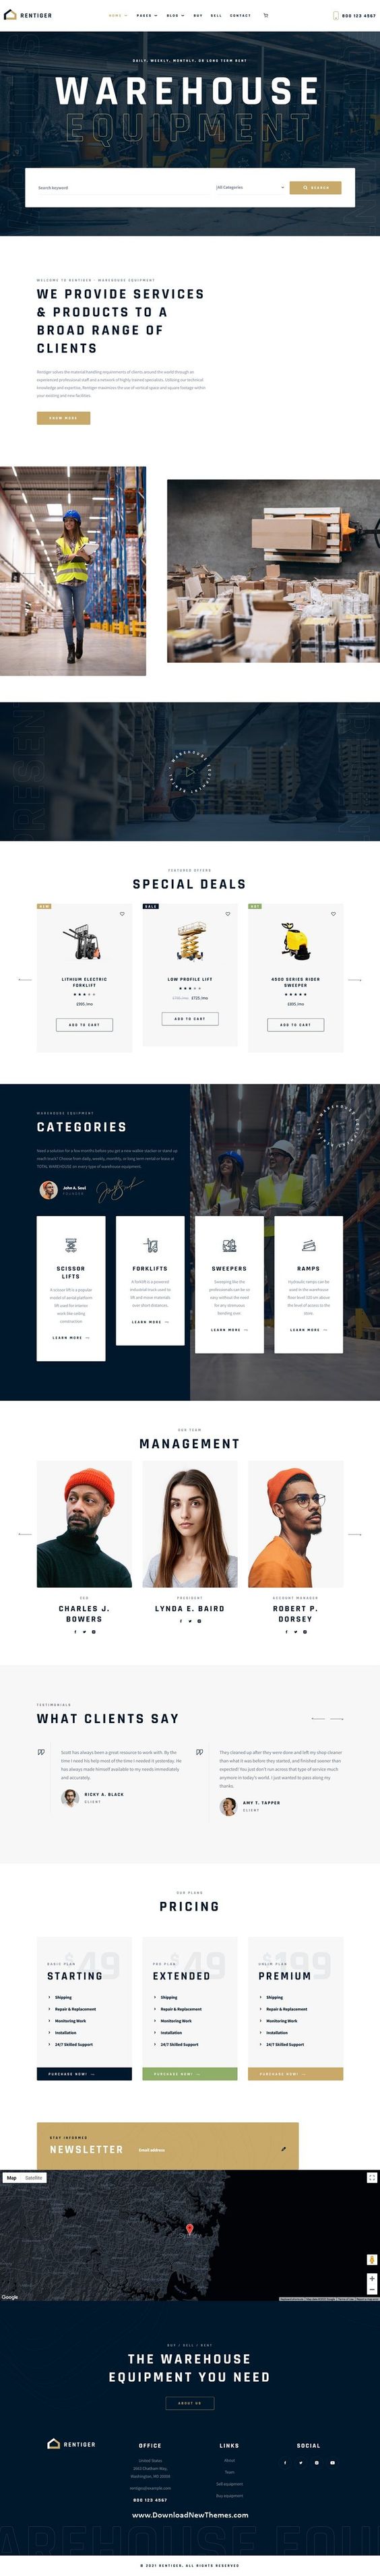 RENTIGER
HOME PAGES BLOG BUY SELL CONTACT
800 123 4567
DAILY, WEEKLY, MONTHLY, OR LONG TERM RENT
WAREHOUSE
EQUIPMENT
Search keyword
All Categories
SEARCH
WELCOME TO RENTIGER - WAREHOUSE EQUIPMENT
WE PROVIDE SERVICES
& PRODUCTS TO A
BROAD RANGE OF
CLIENTS
Rentiger solves the material handling requirements of clients around the world through an
experienced professional staff and a network of highly trained specialists. Utilizing our technical
knowledge and expertise, Rentiger maximizes the use of vertical space and square footage within
your existing and new facilities.
SHOW MORE
FEATURED OFFERS
SPECIAL DEALS
NEW
LITHIUM ELECTRIC
FORKLIFT
$395/mo
ADD TO CART
SALE
LOW PROFILE LIFT
$725/mo
ADD TO CART
HOT
4500 SERIES RIDER
SWEEPER
ADD TO CART
WAREHOUSE EQUIPMENT
CATEGORIES
Need a solution for a few months before you get a new walkie stacker or stand up
reach truck? Choose from daily, weekly, monthly, or long term rental or lease at
TOTAL WAREHOUSE on every type of warehouse equipment.
John A. Soul
FOUNDER
SCISSOR
LIFTS
A scissor lift is a popular
model of aerial platform
lift used for interior
work like ceiling
construction
LEARN MORE
FORKLIFTS
A forklift is a powered
industrial truck used to
lift and move materials
over short distances.
LEARN MORE
SWEEPERS
Sweeping like the
professionals can be so
easy without the need
for any strenuous
bending over.
LEARN MORE
RAMPS
Hydraulic ramps can be
used in the warehouse
the level of access to the
store.
LEARN MORE
OUR TEAM
MANAGEMENT
CEO
CHARLES J.
BOWERS
PRESIDENT
LYNDA E. BAIRD
ACCOUNT MANAGER
ROBERT P.
DORSEY
TESTIMONIALS
WHAT CLIENTS SAY
Scott has always been a great resource to work with. By the
time I need his help most of the time I needed it yesterday. He
has always made himself available to my needs immediately
and accurately.
RICKY A. BLACK
CLIENT
They cleaned up after they were done and left my shop cleaner
than what it was before they started, and finished sooner than
expected! You just don't run across that type of service much
anymore in today's world. I just wanted to pass along my
thanks.
AMY T. TAPPER
CLIENT
OUR PLANS
PRICING
$49
BASIC PLAN
STARTING
Shipping
Repair & Replacement
Monitoring Work
Installation
24/7 Skilled Support
PURCHASE NOW!
$49
PRO PLAN
EXTENDED
Shipping
Repair & Replacement
Monitoring Work
Installation
24/7 Skilled Support
PURCHASE NOW!
$199
PREMIUM
Shipping
Repair & Replacement
Monitoring Work
Installation
24/7 Skilled Support
PURCHASE NOW!
STAY INFORMED
NEWSLETTER
Email address
Map Satellite
Google
BUY / SELL / RENT
THE WAREHOUSE
EQUIPMENT YOU NEED
ABOUT US
RENTIGER
OFFICE
United States
Washington, MD 20024
rentiger@example.com
800 123 4567
LINKS
About
Team
Sell equipment
Buy equipment
SOCIAL
www.DownloadNewThemes.com
© 2021 RENTIGER. ALL RIGHTS RESERVED